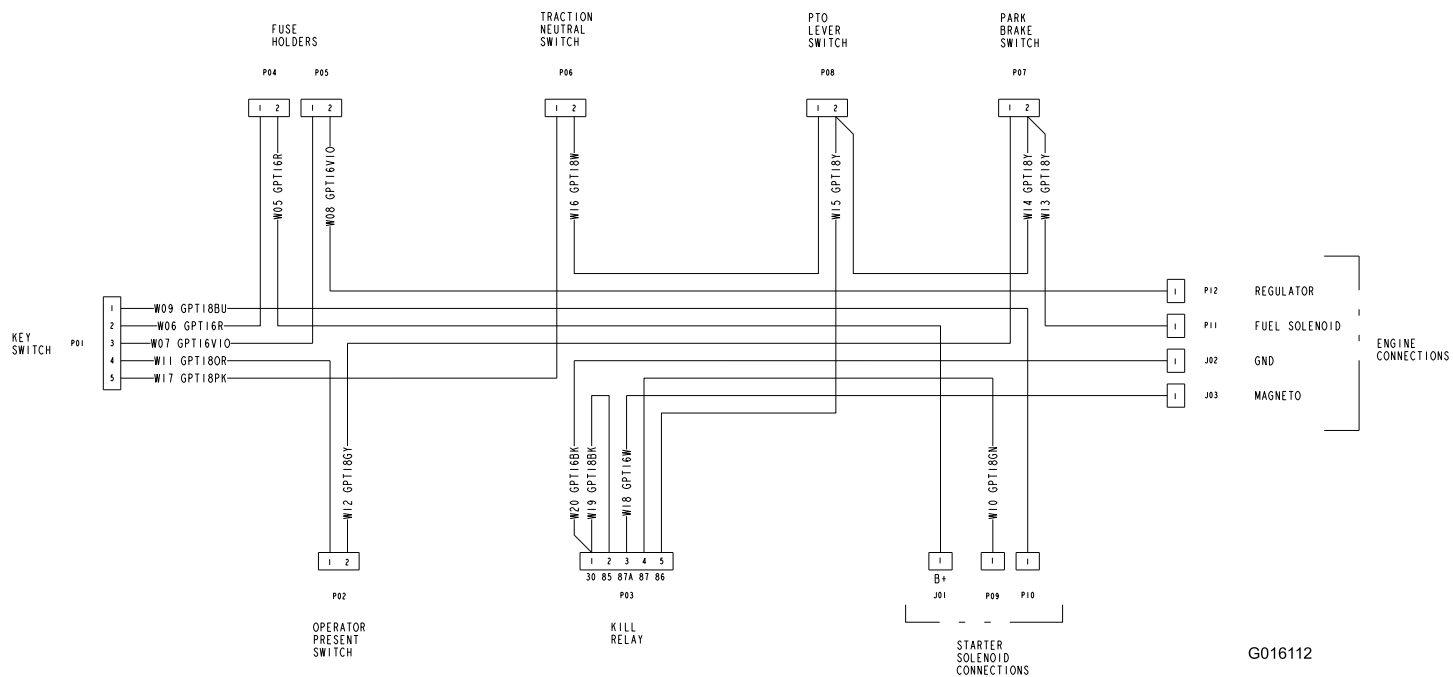 FUSE
HOLDERS
TRACTION
NEUTRAL
SWITCH
PTO
LEVER
SWITCH
PARK
BRAKE
SWITCH
P04
P05
P06
P08
P07
1 2
1 2
1 2
1 2
1 2
W05 GPT16R
W08 GPT16VIO
W16 GPT18W
W15 GPT18Y
W14 GPT18Y
W13 GPT18Y
KEY
SWITCH
P01
1
2
3
4
5
W09 GPT18BU
W06 GPT16R
W07 GPT16VIO
W11 GPT18OR
W17 GPT18PK
1 P12 REGULATOR
1 P11 FUEL SOLENOID
1 J02 GND
1 J03 MAGNETO
ENGINE
CONNECTIONS
W12 GPT18GY
W20 GPT16BK
W19 GPT18BK
W18 GPT16W
W10 GPT18GN
1 2
P02
OPERATOR
PRESENT
SWITCH
1 2 3 4 5
30 85 87A 87 86
P03
KILL
RELAY
1
1
1
B+
J01
P09
P10
STARTER
SOLENOID
CONNECTIONS
G016112